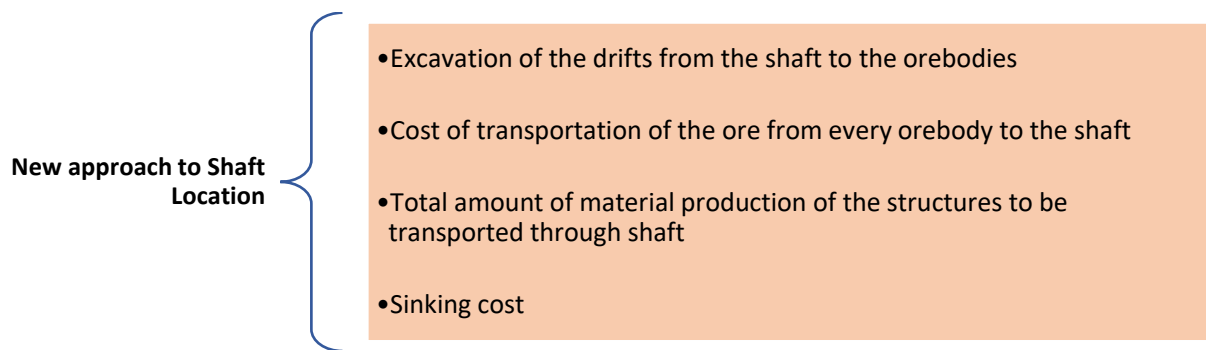 New approach to Shaft
Location
•Excavation of the drifts from the shaft to the orebodies
•Cost of transportation of the ore from every orebody to the shaft
•Total amount of material production of the structures to be
transported through shaft
•Sinking cost